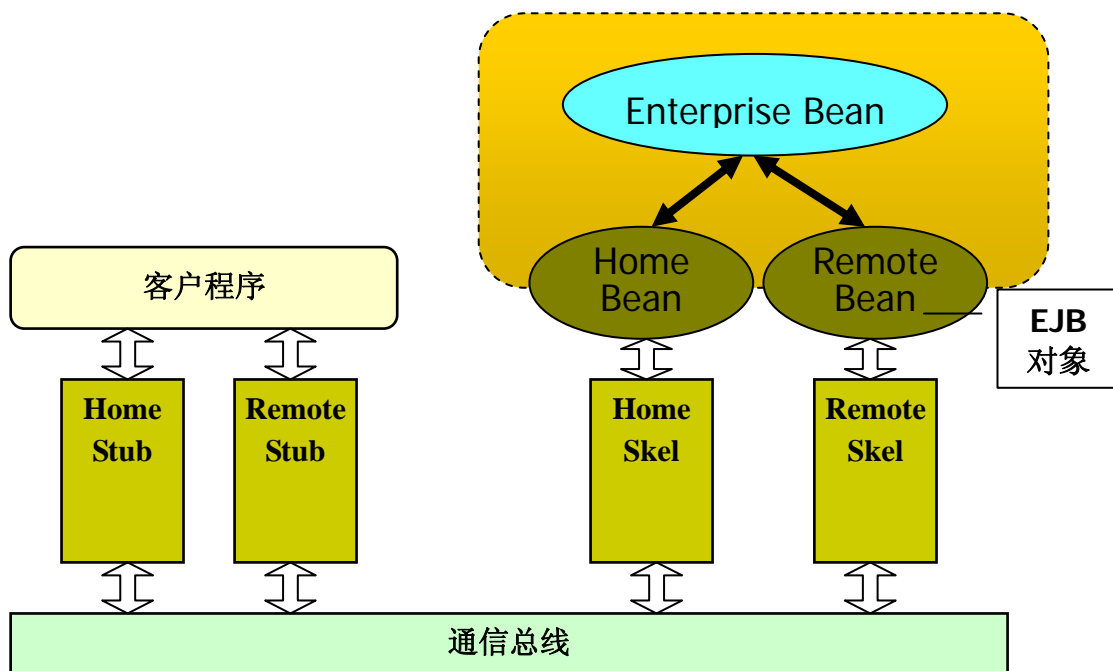 Enterprise Bean
Home
Bean
Remote
Bean
EJB
对象
客户程序
Home
Stub
Remote
Stub
Home
Skel
Remote
Skel
通信总线